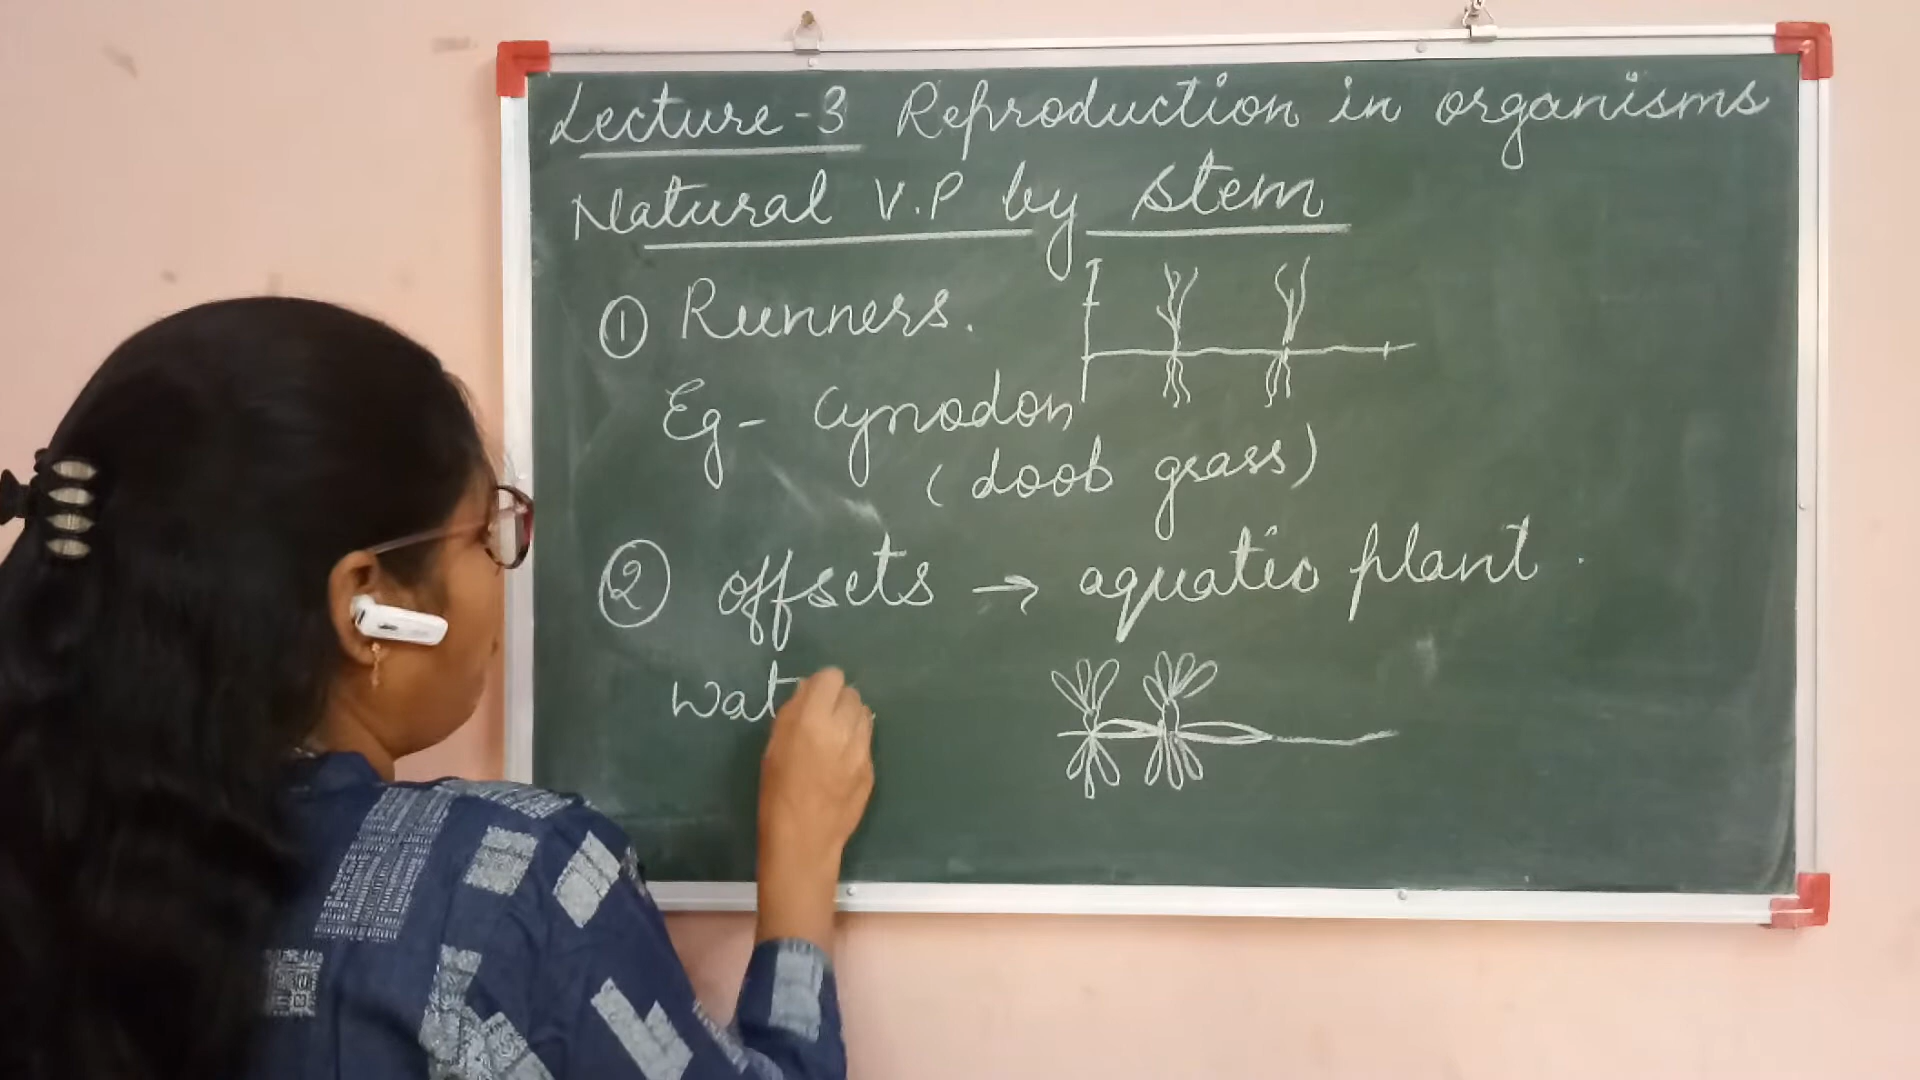 Lecture-3 Reproduction in organisms
Natural V.P by stem
① Runners.
Eg- Cynodon
(doob grass)
② offsets → aquatic plant.
Wat